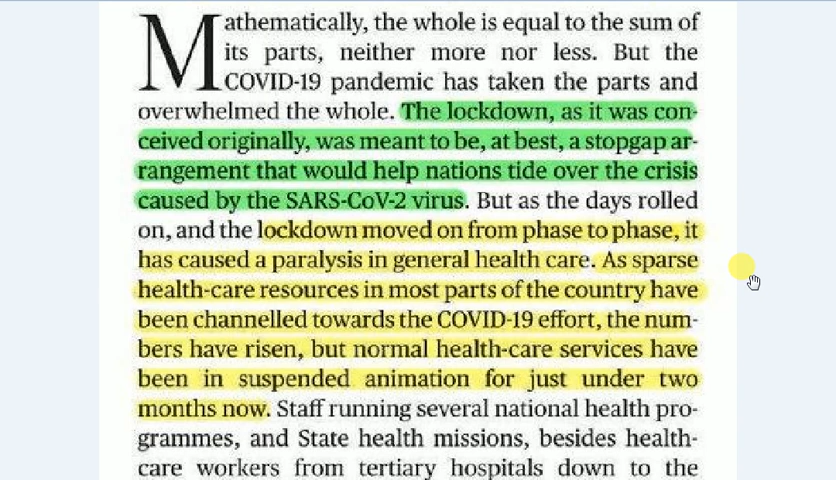 Mathematically, the whole is equal to the sum of
its parts, neither more nor less. But the
COVID-19 pandemic has taken the parts and
overwhelmed the whole. The lockdown, as it was con-
ceived originally, was meant to be, at best, a stopgap ar-
rangement that would help nations tide over the crisis
caused by the SARS-CoV-2 virus. But as the days rolled
on, and the lockdown moved on from phase to phase, it
has caused a paralysis in general health care. As sparse
health-care resources in most parts of the country have
been channelled towards the COVID-19 effort, the num-
bers have risen, but normal health-care services have
been in suspended animation for just under two
months now. Staff running several national health pro-
grammes, and State health missions, besides health-
care workers from tertiary hospitals down to the